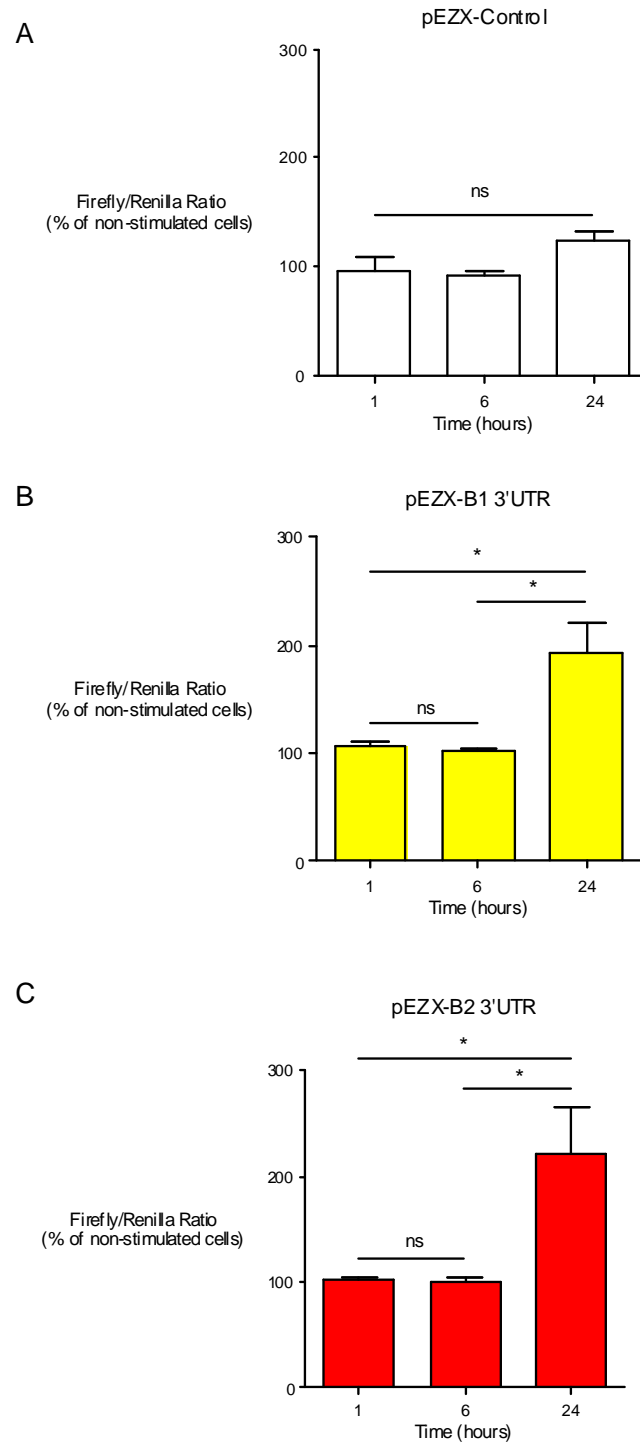 A
pEZX-Control
300
200
100
0
Firefly/Renilla Ratio
(% of non-stimulated cells)
ns
1 6 24
Time (hours)
B
pEZX-B1 3'UTR
300
200
100
0
Firefly/Renilla Ratio
(% of non-stimulated cells)
*
*
ns
1 6 24
Time (hours)
C
pEZX-B2 3'UTR
300
200
100
0
Firefly/Renilla Ratio
(% of non-stimulated cells)
*
*
ns
1 6 24
Time (hours)